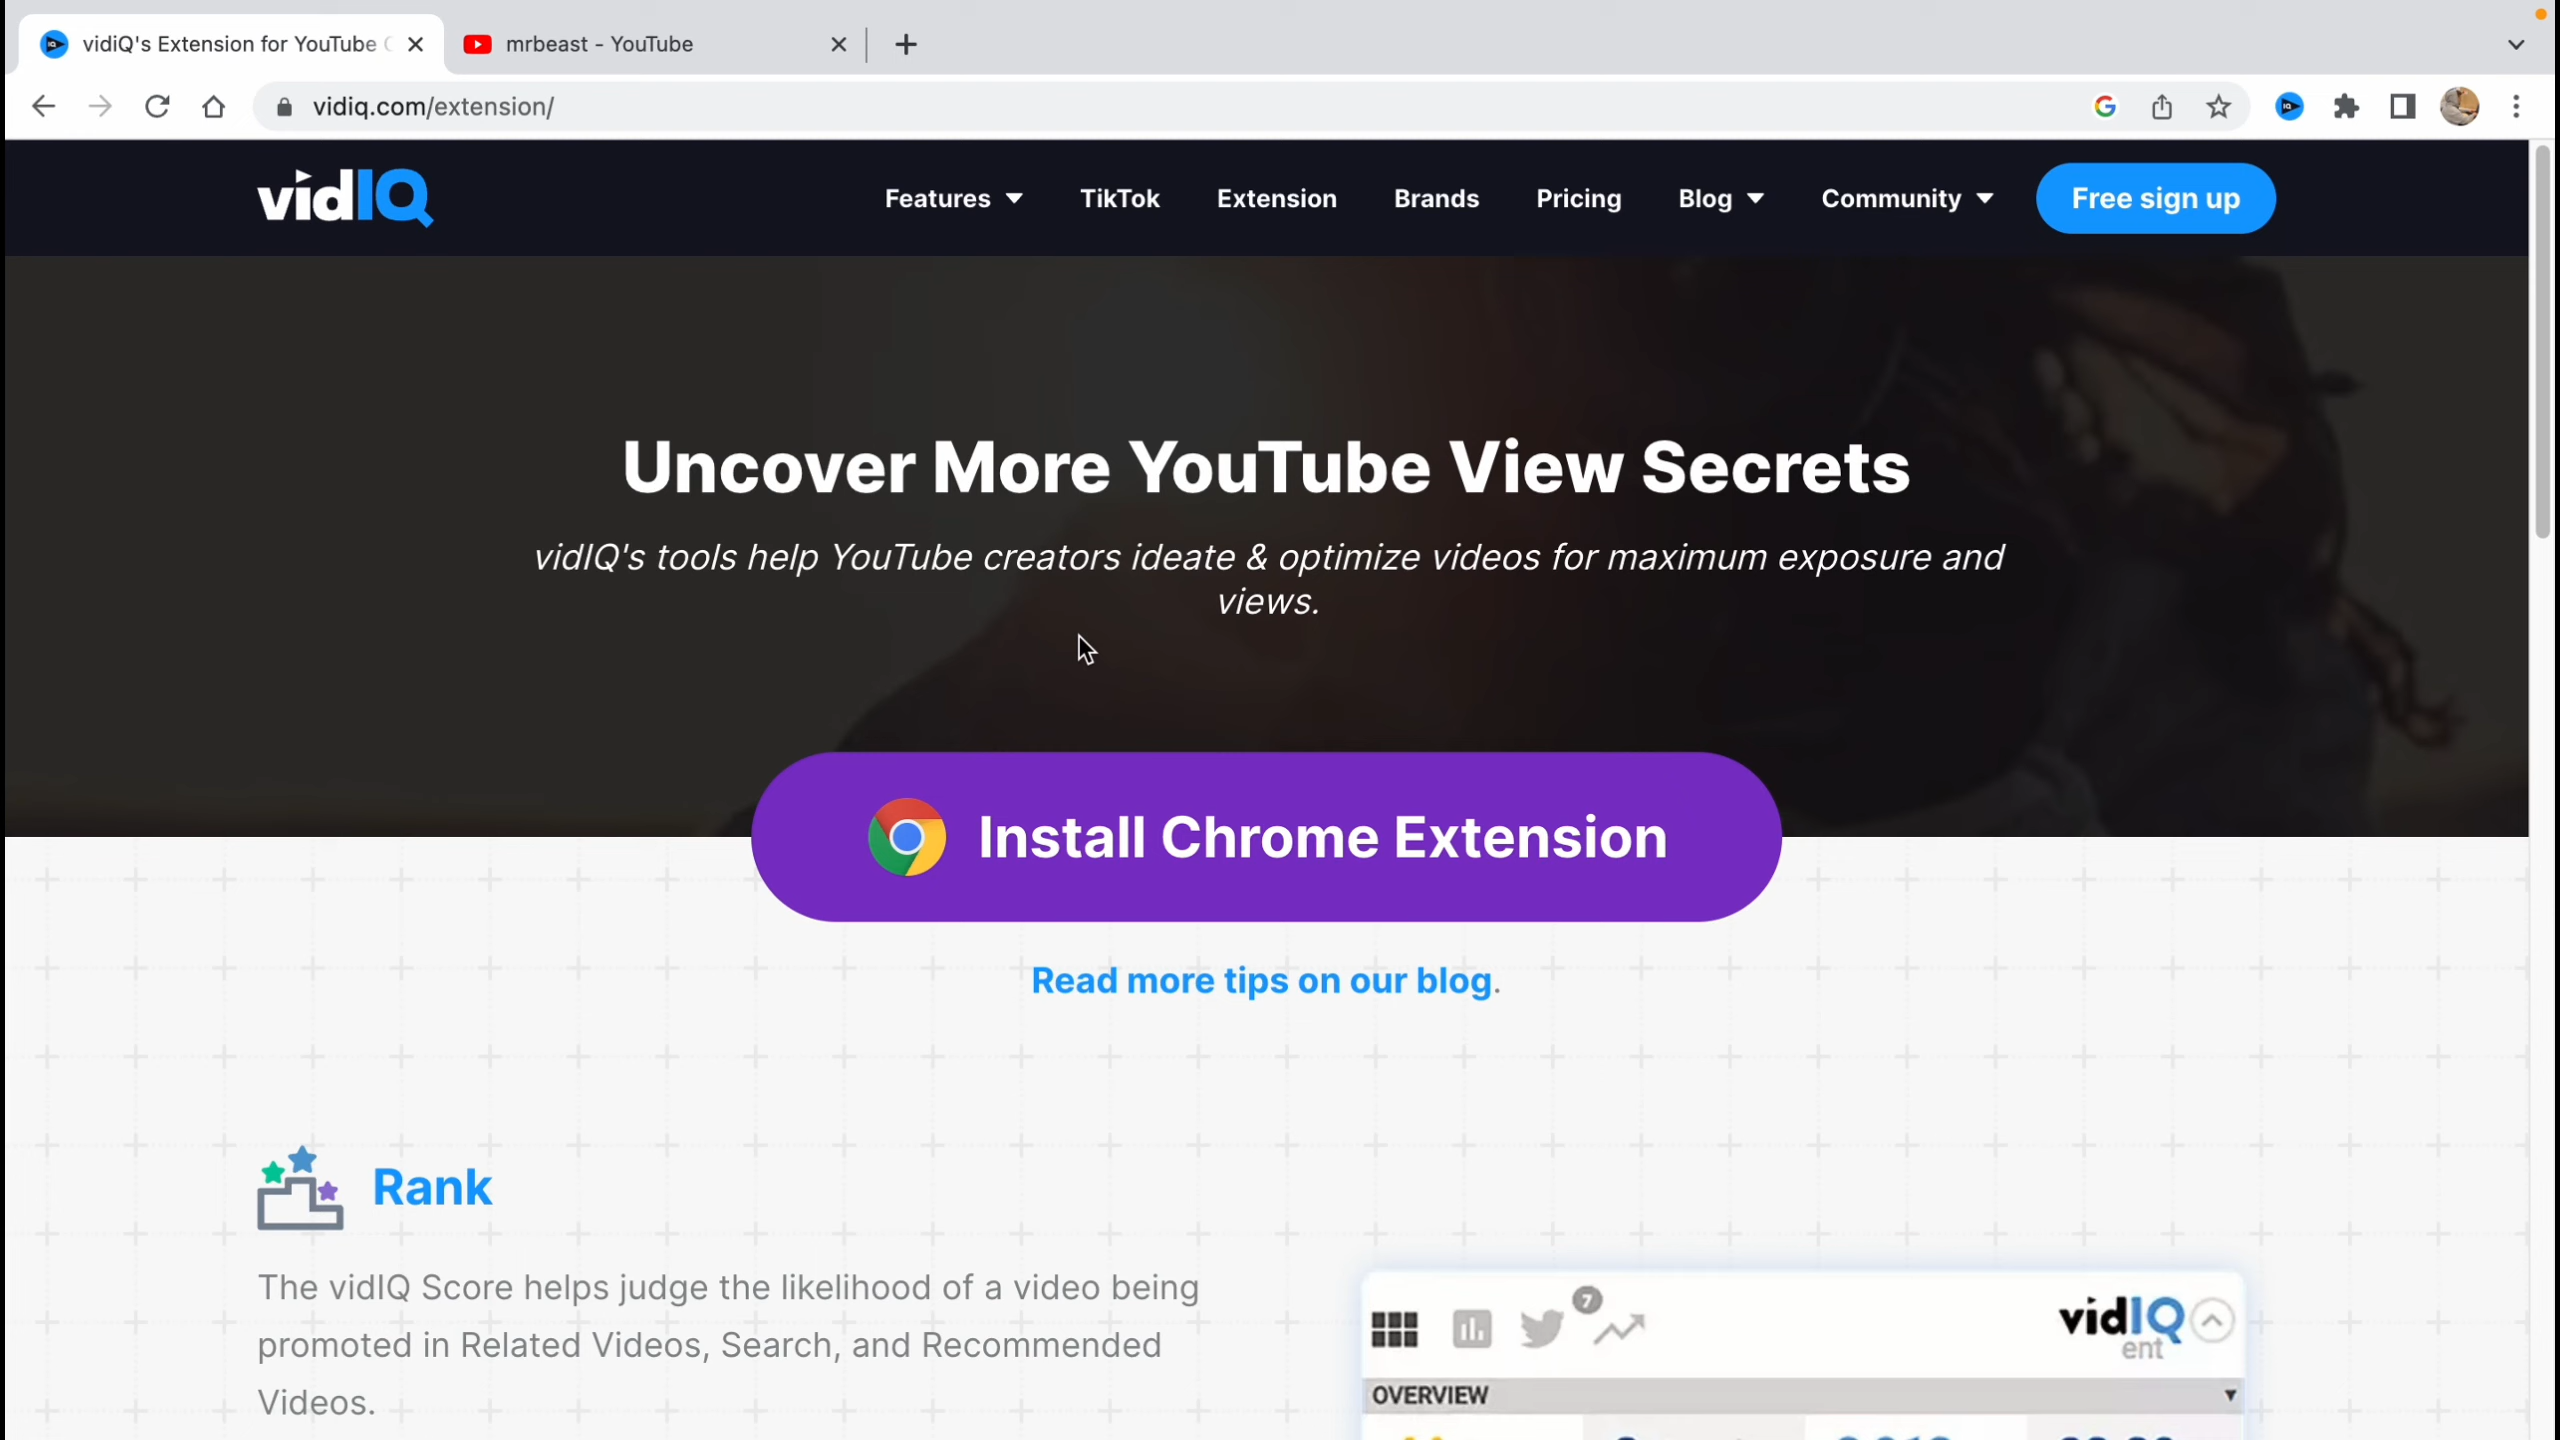 vidiQ's Extension for YouTube
mrbeast - YouTube
vidiq.com/extension/
vidIQ
Features
TikTok
Extension
Brands
Pricing
Blog
Community
Free sign up
Uncover More YouTube View Secrets
vidIQ's tools help YouTube creators ideate & optimize videos for maximum exposure and
views.
Install Chrome Extension
Read more tips on our blog.
Rank
The vidIQ Score helps judge the likelihood of a video being
promoted in Related Videos, Search, and Recommended
Videos.
7
vidIQ
ent
OVERVIEW